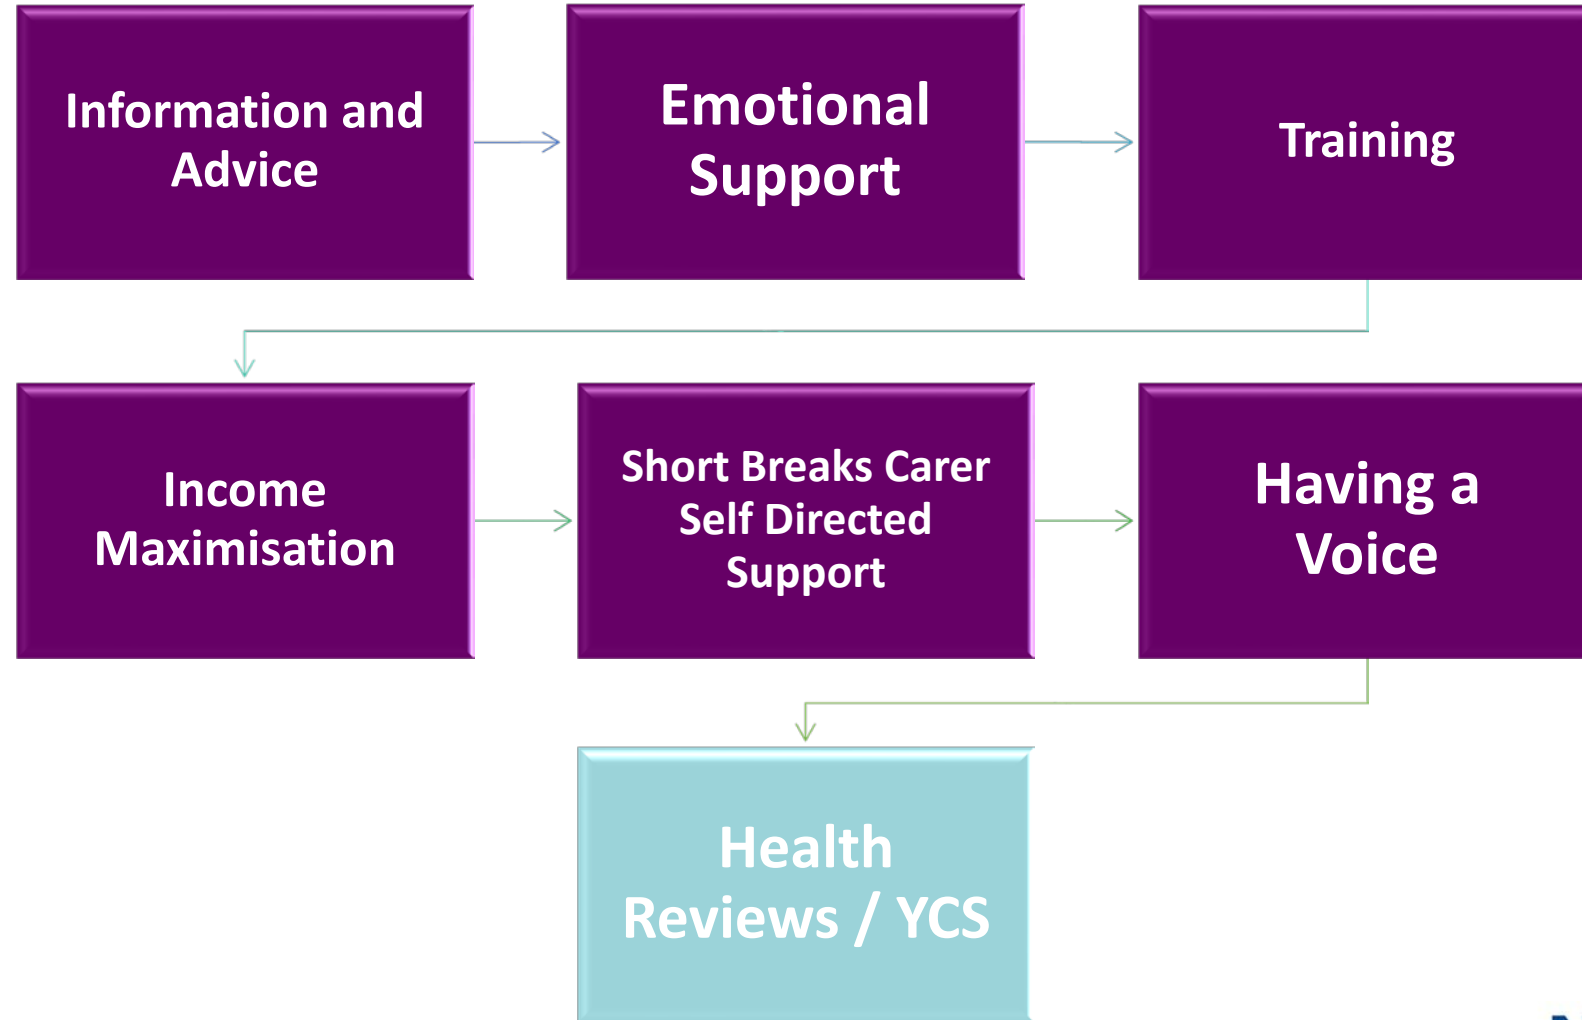 Information and
Advice
Emotional
Support
Training
Income
Maximisation
Short Breaks Carer
Self Directed
Support
Having a
Voice
Health
Reviews / YCS